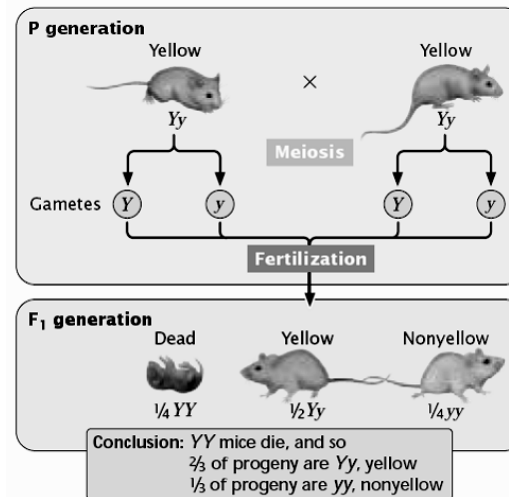 P generation
Yellow Yellow
×
Yy Yy
Meiosis
Gametes Y y Y y
Fertilization
F₁ generation
Dead Yellow Nonyellow
¼ YY ½ Yy ¼ yy
Conclusion: YY mice die, and so
⅔ of progeny are Yy, yellow
⅓ of progeny are yy, nonyellow